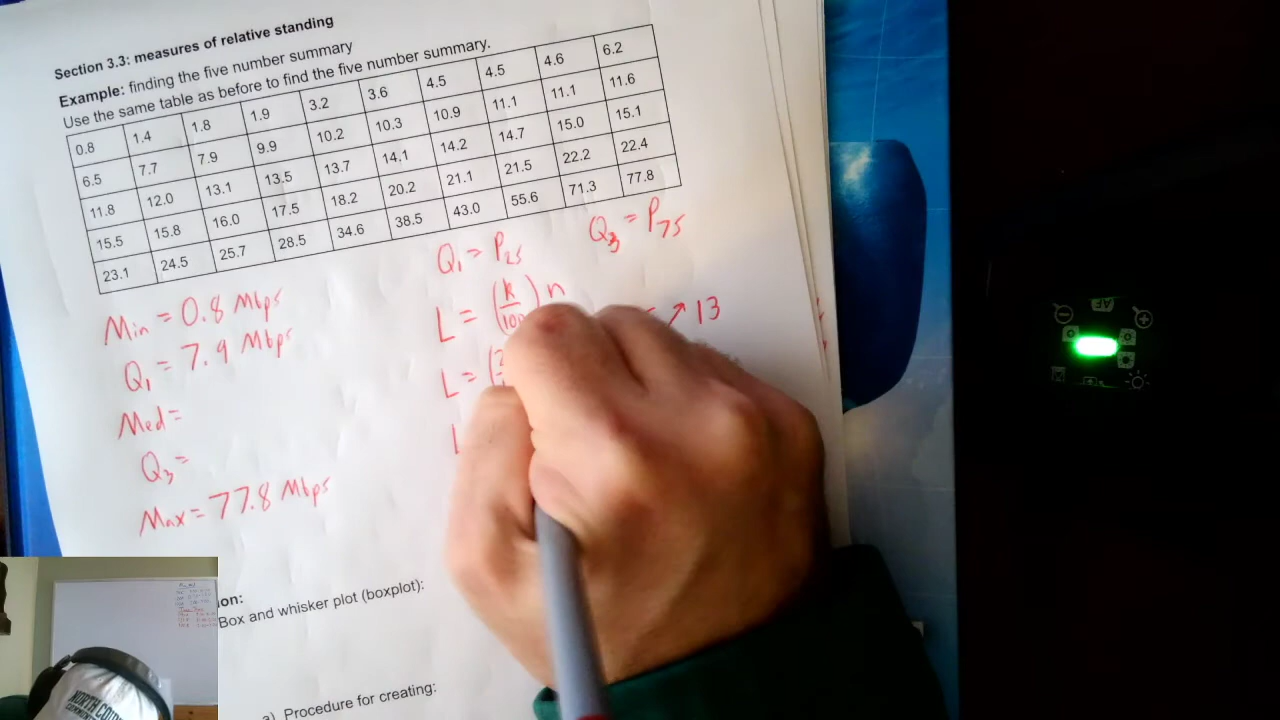 Section 3.3: measures of relative standing
Example: finding the five number summary
Use the same table as before to find the five number summary.
0.8 1.4 1.8 1.9 3.2 3.6 4.5 4.5 4.6 6.2
6.5 7.7 7.9 9.9 10.2 10.3 10.9 11.1 11.1 11.6
11.8 12.0 13.1 13.5 13.7 14.1 14.2 14.7 15.0 15.1
15.5 15.8 16.0 17.5 18.2 20.2 21.1 21.5 22.2 22.4
23.1 24.5 25.7 28.5 34.6 38.5 43.0 55.6 71.3 77.8
Q₁ = P₂₅ Q₃ = P₇₅
Min = 0.8 Mbps
L = (k/100) n
Q₁ = 7.9 Mbps
↗ 13
L = (
Med =
Q₃ =
Max = 77.8 Mbps
on:
Box and whisker plot (boxplot):
a) Procedure for creating:
NORTH